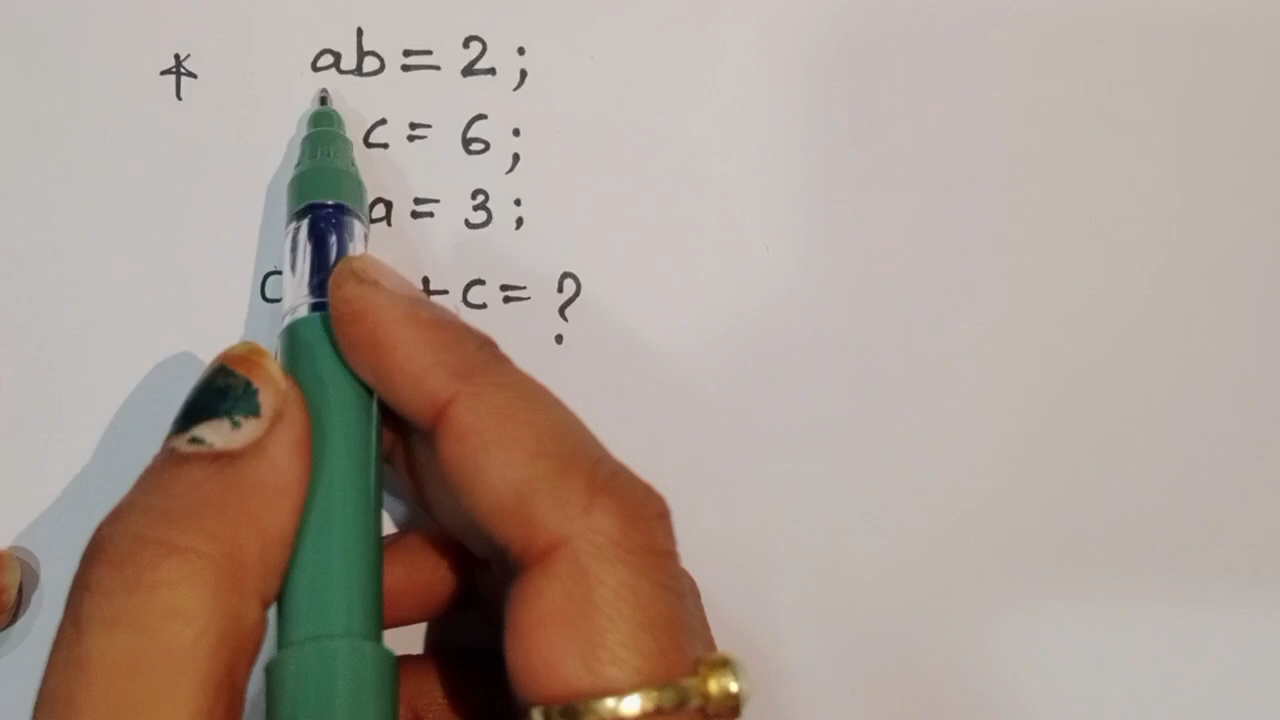 * ab = 2 ;
c = 6 ;
a = 3 ;
+ c = ?